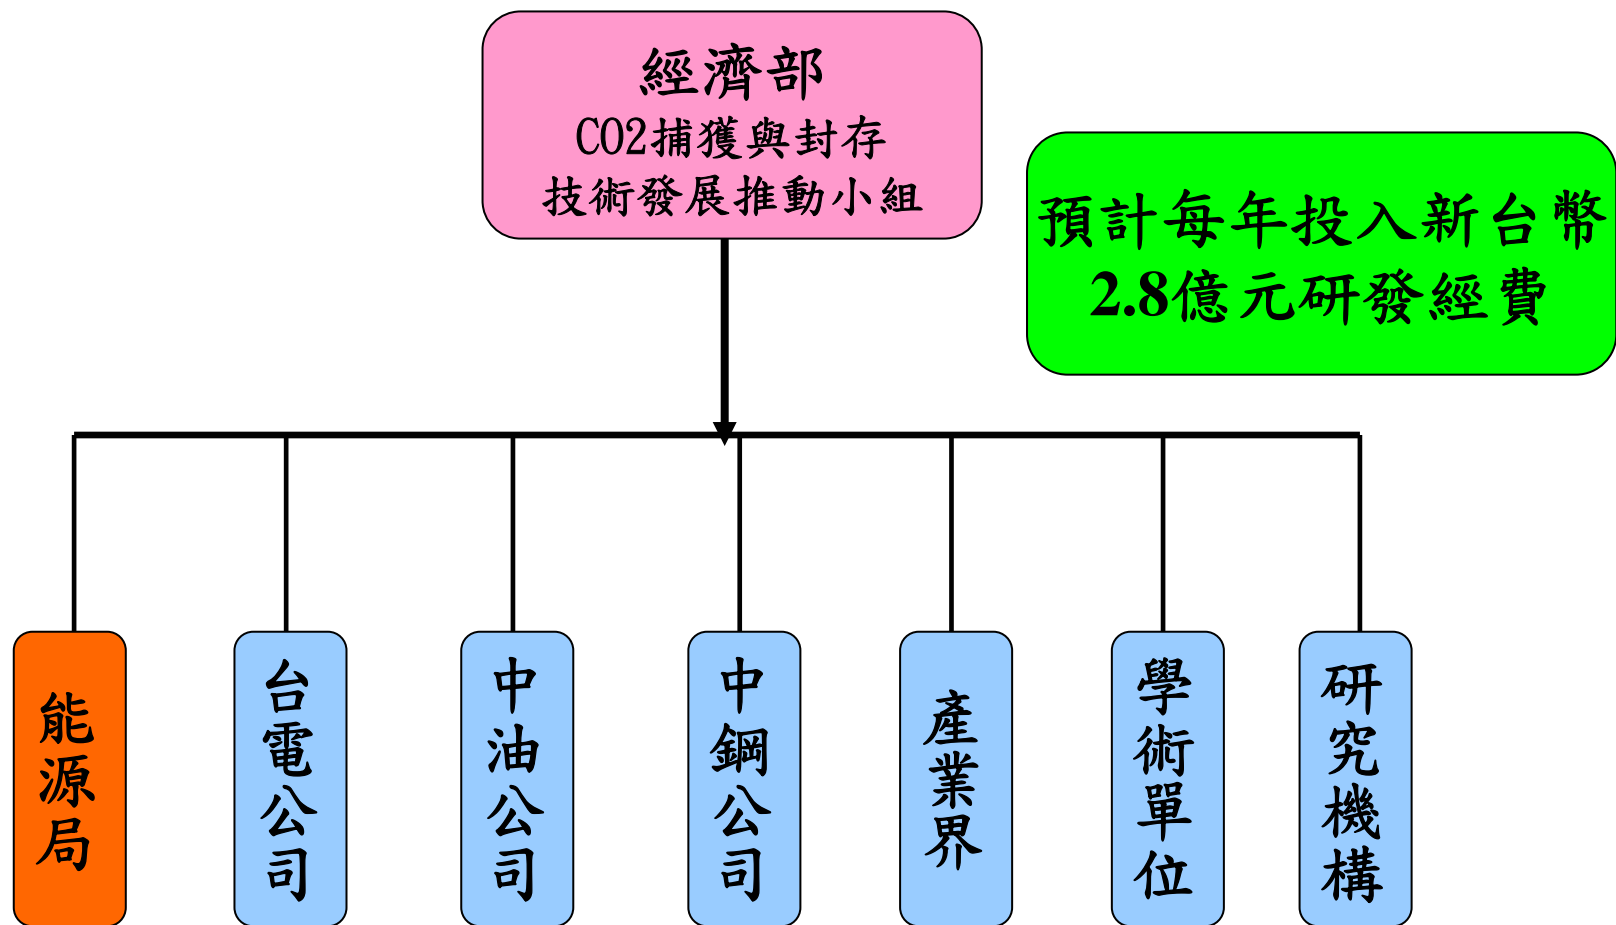 經濟部
CO2捕獲與封存
技術發展推動小組
預計每年投入新台幣
2.8億元研發經費
能源局
台電公司
中油公司
中鋼公司
產業界
學術單位
研究機構